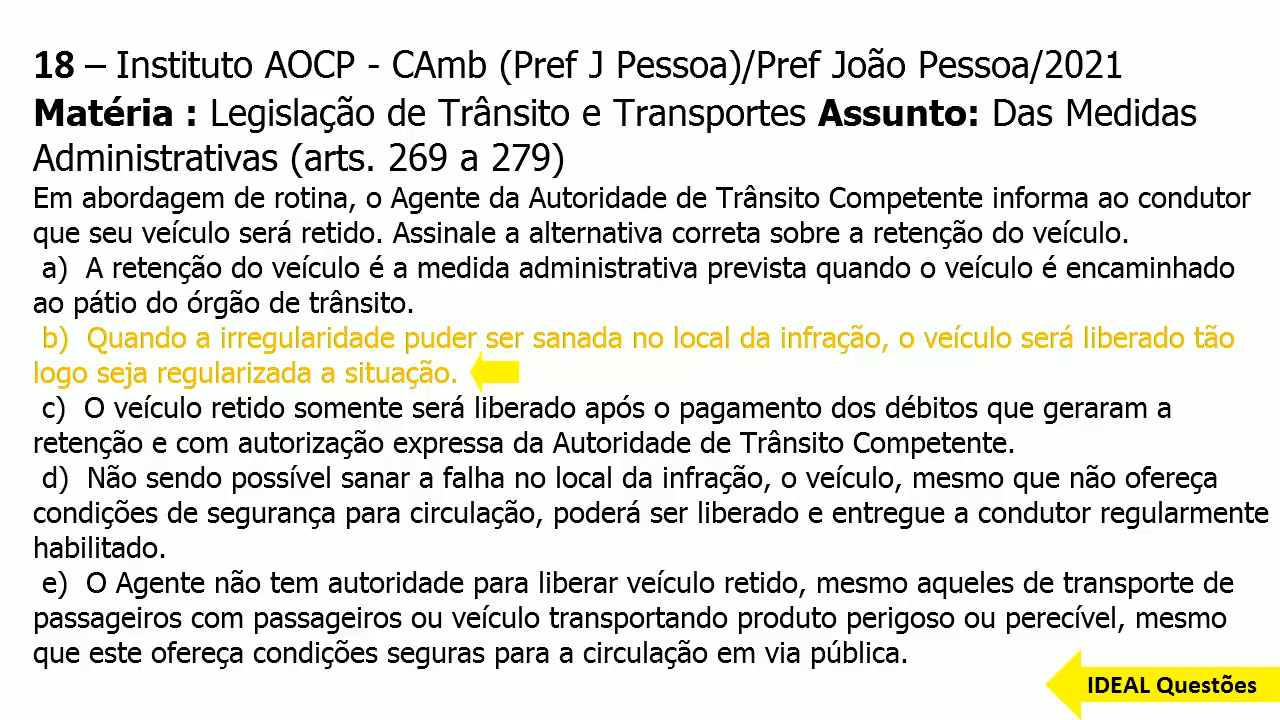 18 – Instituto AOCP - CAmb (Pref J Pessoa)/Pref João Pessoa/2021
Matéria : Legislação de Trânsito e Transportes Assunto: Das Medidas
Administrativas (arts. 269 a 279)
Em abordagem de rotina, o Agente da Autoridade de Trânsito Competente informa ao condutor
que seu veículo será retido. Assinale a alternativa correta sobre a retenção do veículo.
a) A retenção do veículo é a medida administrativa prevista quando o veículo é encaminhado
ao pátio do órgão de trânsito.
b) Quando a irregularidade puder ser sanada no local da infração, o veículo será liberado tão
logo seja regularizada a situação.
c) O veículo retido somente será liberado após o pagamento dos débitos que geraram a
retenção e com autorização expressa da Autoridade de Trânsito Competente.
d) Não sendo possível sanar a falha no local da infração, o veículo, mesmo que não ofereça
condições de segurança para circulação, poderá ser liberado e entregue a condutor regularmente
habilitado.
e) O Agente não tem autoridade para liberar veículo retido, mesmo aqueles de transporte de
passageiros com passageiros ou veículo transportando produto perigoso ou perecível, mesmo
que este ofereça condições seguras para a circulação em via pública.
IDEAL Questões